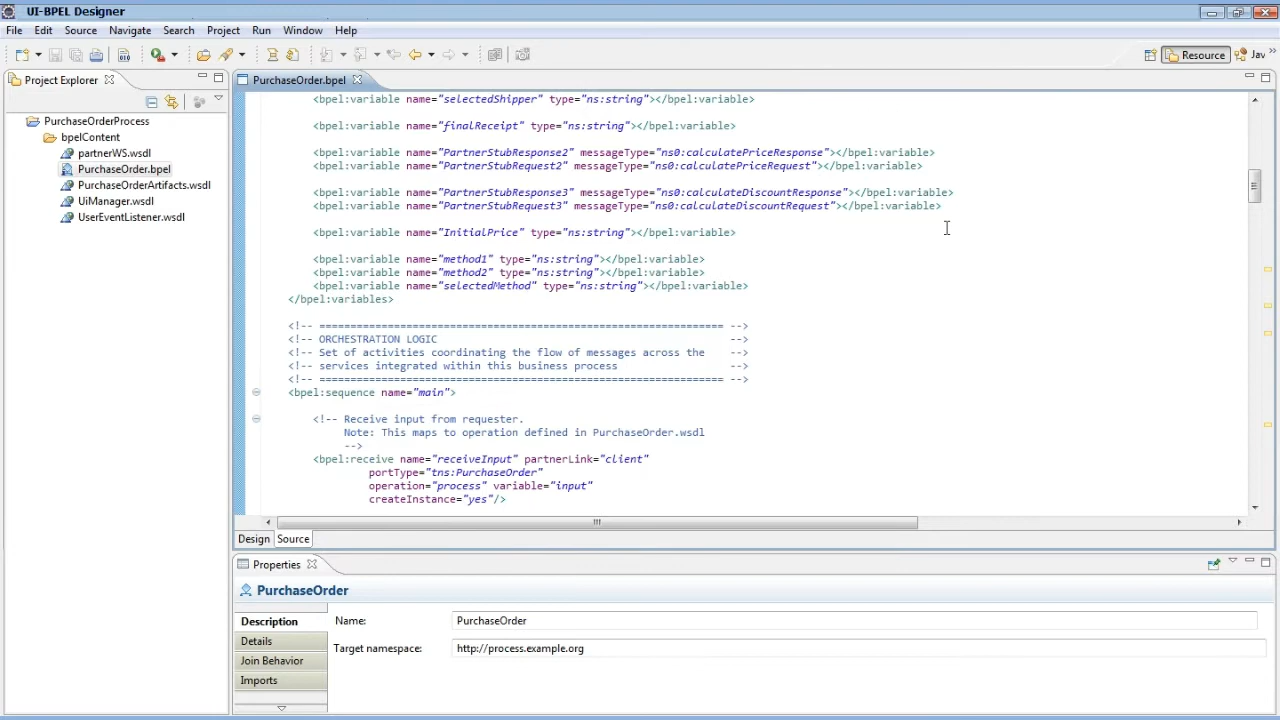 UI-BPEL Designer
File Edit Source Navigate Search Project Run Window Help
Resource Jav
Project Explorer
PurchaseOrderProcess
bpelContent
partnerWS.wsdl
PurchaseOrder.bpel
PurchaseOrderArtifacts.wsdl
UiManager.wsdl
UserEventListener.wsdl
PurchaseOrder.bpel
<bpel:variable name="selectedShipper" type="ns:string"></bpel:variable>
<bpel:variable name="finalReceipt" type="ns:string"></bpel:variable>
<bpel:variable name="PartnerStubResponse2" messageType="ns0:calculatePriceResponse"></bpel:variable>
<bpel:variable name="PartnerStubRequest2" messageType="ns0:calculatePriceRequest"></bpel:variable>
<bpel:variable name="PartnerStubResponse3" messageType="ns0:calculateDiscountResponse"></bpel:variable>
<bpel:variable name="PartnerStubRequest3" messageType="ns0:calculateDiscountRequest"></bpel:variable>
<bpel:variable name="InitialPrice" type="ns:string"></bpel:variable>
<bpel:variable name="method1" type="ns:string"></bpel:variable>
<bpel:variable name="method2" type="ns:string"></bpel:variable>
<bpel:variable name="selectedMethod" type="ns:string"></bpel:variable>
</bpel:variables>
<!-- ================================================================= -->
<!-- ORCHESTRATION LOGIC -->
<!-- Set of activities coordinating the flow of messages across the -->
<!-- services integrated within this business process -->
<!-- ================================================================= -->
<bpel:sequence name="main">
<!-- Receive input from requester.
Note: This maps to operation defined in PurchaseOrder.wsdl
-->
<bpel:receive name="receiveInput" partnerLink="client"
portType="tns:PurchaseOrder"
operation="process" variable="input"
createInstance="yes"/>
Design Source
Properties
PurchaseOrder
Description
Details
Join Behavior
Imports
Name: PurchaseOrder
Target namespace: http://process.example.org